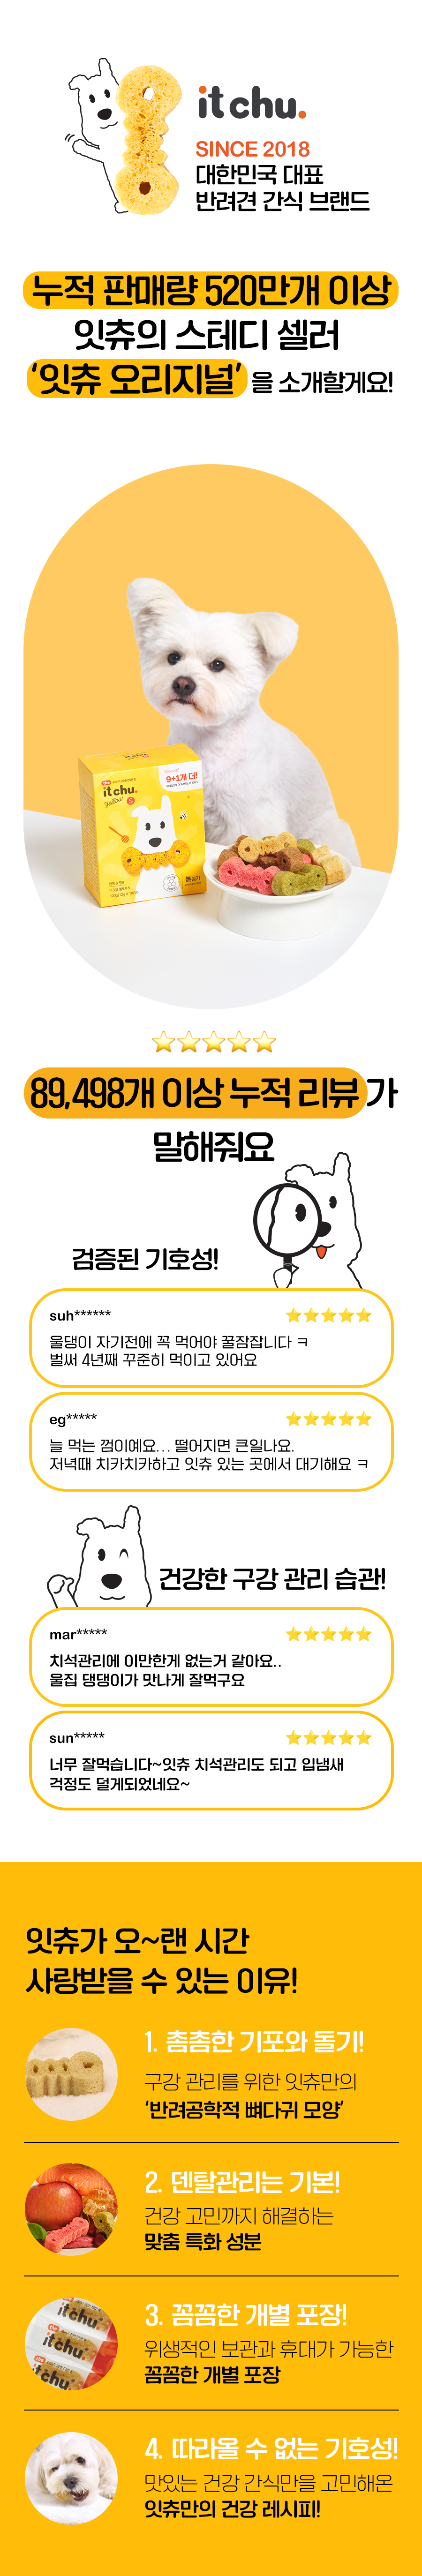 it chu.
SINCE 2018
대한민국 대표
반려견 간식 브랜드
누적 판매량 520만개 이상
잇츄의 스테디 셀러
‘잇츄 오리지널’ 을 소개할게요!
9+1개 더!
it chu.
yellow
S
89,498개 이상 누적 리뷰가
말해줘요
검증된 기호성!
suh******
울댕이 자기전에 꼭 먹어야 꿀잠잡니다 ㅋ
벌써 4년째 꾸준히 먹이고 있어요
eg*****
늘 먹는 껌이예요... 떨어지면 큰일나요.
저녁때 치카치카하고 잇츄 있는 곳에서 대기해요 ㅋ
건강한 구강 관리 습관!
mar*****
치석관리에 이만한게 없는거 같아요..
울집 댕댕이가 맛나게 잘먹구요
sun*****
너무 잘먹습니다~잇츄 치석관리도 되고 입냄새
걱정도 덜게되었네요~
잇츄가 오~랜 시간
사랑받을 수 있는 이유!
1. 촘촘한 기포와 돌기!
구강 관리를 위한 잇츄만의
‘반려공학적 뼈다귀 모양’
2. 덴탈관리는 기본!
건강 고민까지 해결하는
맞춤 특화 성분
it chu.
it chu.
it chu.
3. 꼼꼼한 개별 포장!
위생적인 보관과 휴대가 가능한
꼼꼼한 개별 포장
4. 따라올 수 없는 기호성!
맛있는 건강 간식만을 고민해온
잇츄만의 건강 레시피!